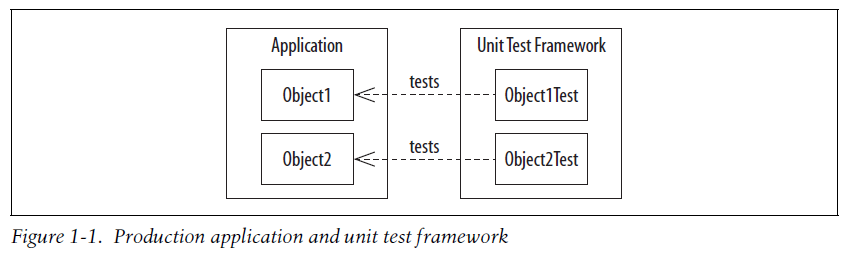 Application
Unit Test Framework
Object1
tests
Object1Test
Object2
tests
Object2Test
Figure 1-1. Production application and unit test framework